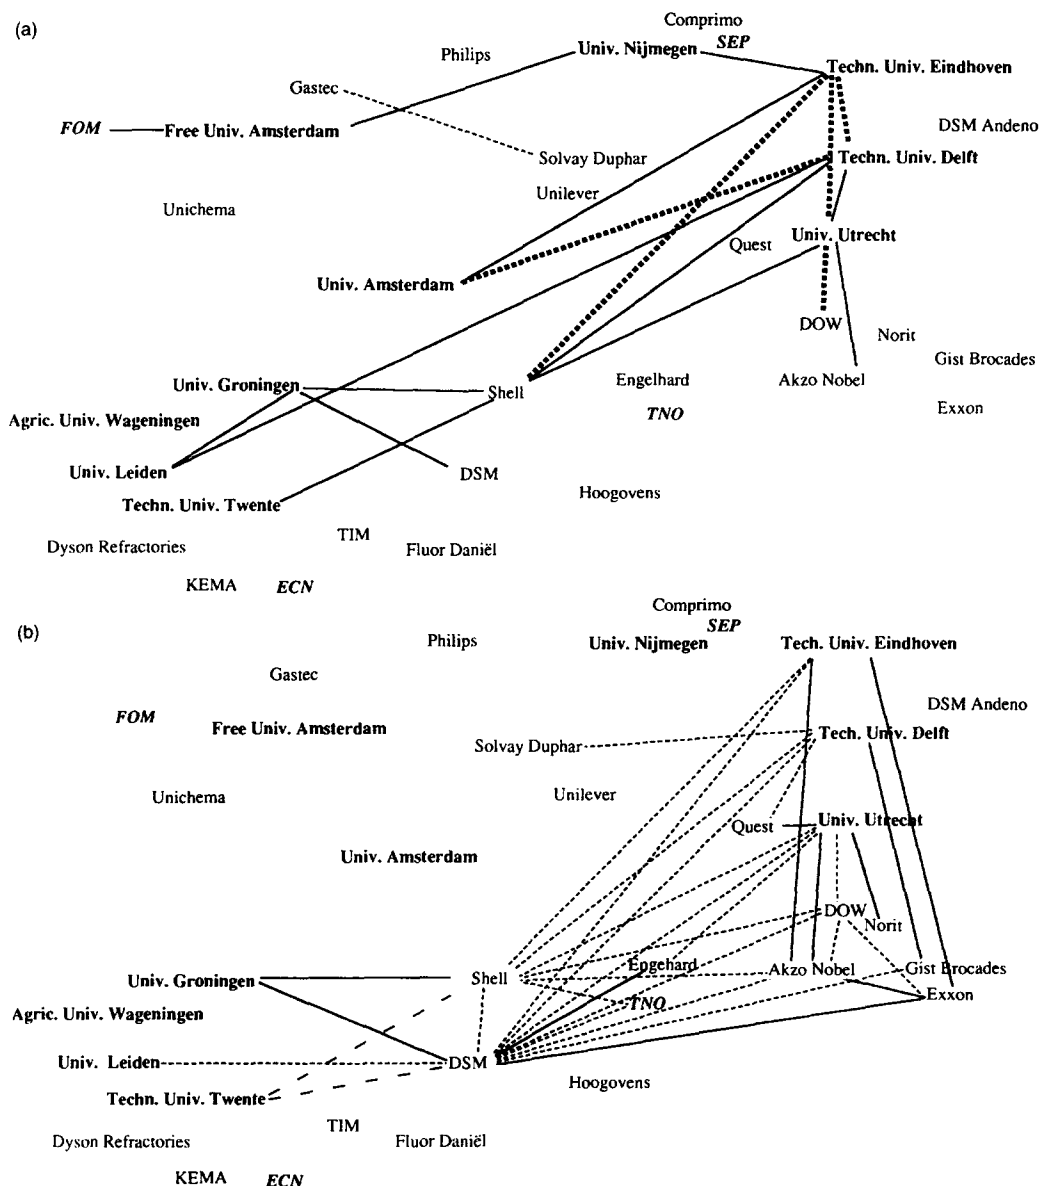 (a)
Comprimo
SEP
Univ. Nijmegen
Philips
Techn. Univ. Eindhoven
Gastec
FOM
Free Univ. Amsterdam
DSM Andeno
Solvay Duphar
Techn. Univ. Delft
Unilever
Unichema
Quest
Univ. Utrecht
Univ. Amsterdam
DOW
Norit
Gist Brocades
Univ. Groningen
Shell
Engelhard
Akzo Nobel
Agric. Univ. Wageningen
TNO
Exxon
Univ. Leiden
DSM
Techn. Univ. Twente
Hoogovens
TIM
Dyson Refractories
Fluor Daniël
KEMA
ECN
(b)
Comprimo
SEP
Philips
Univ. Nijmegen
Tech. Univ. Eindhoven
Gastec
DSM Andeno
FOM
Free Univ. Amsterdam
Tech. Univ. Delft
Solvay Duphar
Unichema
Unilever
Quest
Univ. Utrecht
Univ. Amsterdam
DOW
Norit
Univ. Groningen
Shell
Engehard
Akzo Nobel
Gist Brocades
Agric. Univ. Wageningen
TNO
Exxon
Univ. Leiden
DSM
Hoogovens
Techn. Univ. Twente
TIM
Dyson Refractories
Fluor Daniël
KEMA
ECN